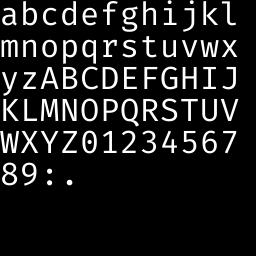 abcdefghijkl
mnopqrstuvwx
yzABCDEFGHIJ
KLMNOPQRSTUV
WXYZ01234567
89:.